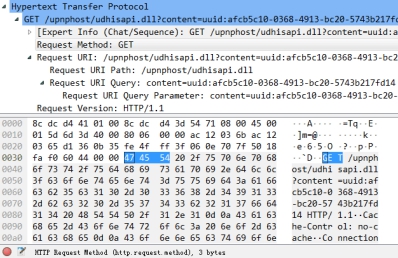 Hypertext Transfer Protocol
GET /upnphost/udhisapi.dll?content=uuid:afcb5c10-0368-4913-bc20-5743b217fd
[Expert Info (Chat/Sequence): GET /upnphost/udhisapi.dll?content=uuid:a
Request Method: GET
Request URI: /upnphost/udhisapi.dll?content=uuid:afcb5c10-0368-4913-bc2
Request URI Path: /upnphost/udhisapi.dll
Request URI Query: content=uuid:afcb5c10-0368-4913-bc20-5743b217fd14
Request URI Query Parameter: content=uuid:afcb5c10-0368-4913-bc20-
Request Version: HTTP/1.1
0000 8c dc d4 41 01 00 8c dc d4 3d 54 71 08 00 45 00 ...A.... .=Tq..E.
0010 01 5d 6d 3d 40 00 80 06 00 00 ac 12 03 6b ac 12 .]m=@... .....k..
0020 03 65 d1 36 0b 35 fe 4f ff 3f 06 0e 70 7f 50 18 .e.6.5.O .?..p.P.
0030 fa f0 60 44 00 00 47 45 54 20 2f 75 70 6e 70 68 ..`D..GE T /upnph
0040 6f 73 74 2f 75 64 68 69 73 61 70 69 2e 64 6c 6c ost/udhi sapi.dll
0050 3f 63 6f 6e 74 65 6e 74 3d 75 75 69 64 3a 61 66 ?content =uuid:af
0060 63 62 35 63 31 30 2d 30 33 36 38 2d 34 39 31 33 cb5c10-0 368-4913
0070 2d 62 63 32 30 2d 35 37 34 33 62 32 31 37 66 64 -bc20-57 43b217fd
0080 31 34 20 48 54 54 50 2f 31 2e 31 0d 0a 43 61 63 14 HTTP/ 1.1..Cac
0090 68 65 2d 43 6f 6e 74 72 6f 6c 3a 20 6e 6f 2d 63 he-Contr ol: no-c
00a0 61 63 68 65 0d 0a 43 6f 6e 6e 65 63 74 69 6f 6e ache..Co nnection
HTTP Request Method (http.request.method), 3 bytes